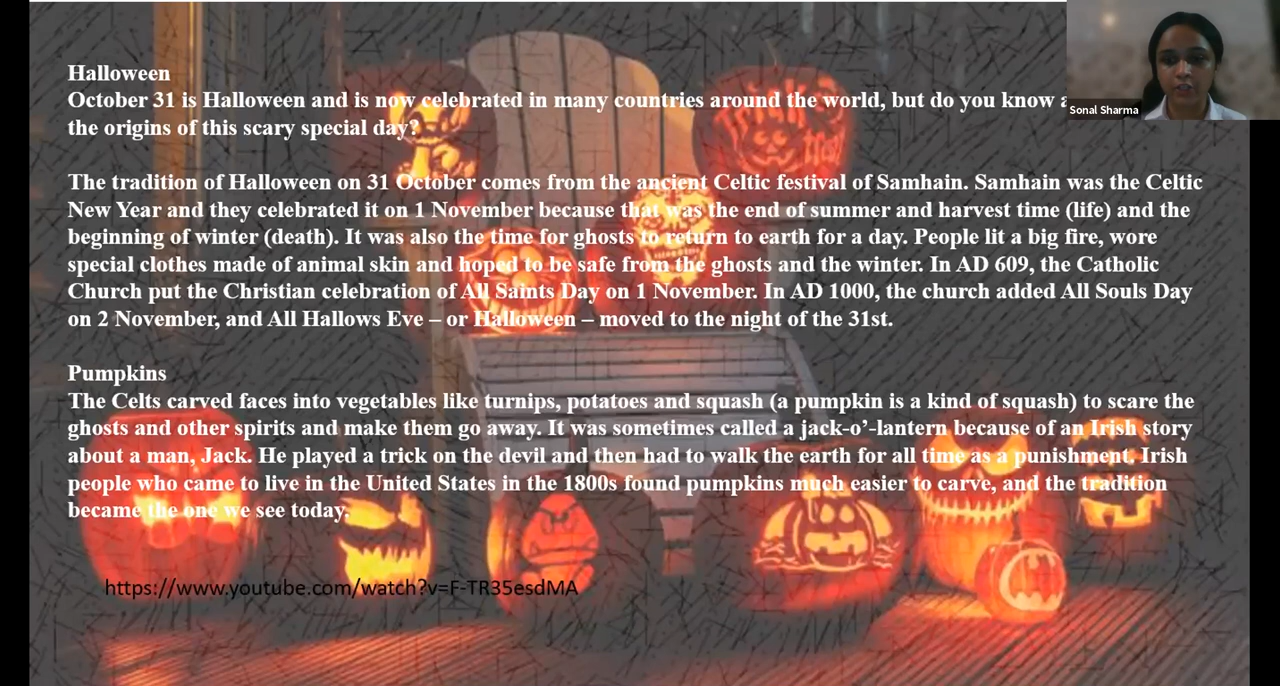 Halloween
October 31 is Halloween and is now celebrated in many countries around the world, but do you know
Sonal Sharma
the origins of this scary special day?
The tradition of Halloween on 31 October comes from the ancient Celtic festival of Samhain. Samhain was the Celtic
New Year and they celebrated it on 1 November because that was the end of summer and harvest time (life) and the
beginning of winter (death). It was also the time for ghosts to return to earth for a day. People lit a big fire, wore
special clothes made of animal skin and hoped to be safe from the ghosts and the winter. In AD 609, the Catholic
Church put the Christian celebration of All Saints Day on 1 November. In AD 1000, the church added All Souls Day
on 2 November, and All Hallows Eve – or Halloween – moved to the night of the 31st.
Pumpkins
The Celts carved faces into vegetables like turnips, potatoes and squash (a pumpkin is a kind of squash) to scare the
ghosts and other spirits and make them go away. It was sometimes called a jack-o’-lantern because of an Irish story
about a man, Jack. He played a trick on the devil and then had to walk the earth for all time as a punishment. Irish
people who came to live in the United States in the 1800s found pumpkins much easier to carve, and the tradition
became the one we see today.
https://www.youtube.com/watch?v=F-TR35esdMA